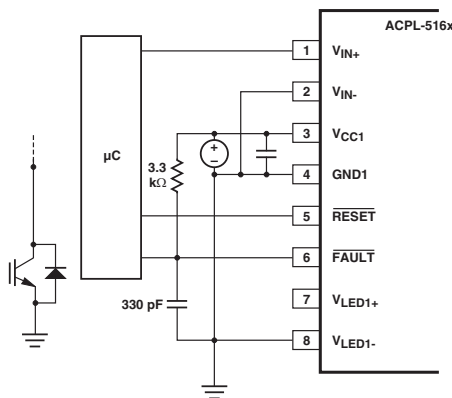 ACPL-516x
1 VIN+
2 VIN-
µC
3 VCC1
3.3
kΩ
+
−
4 GND1
5 RESET
6 FAULT
330 pF
7 VLED1+
8 VLED1-